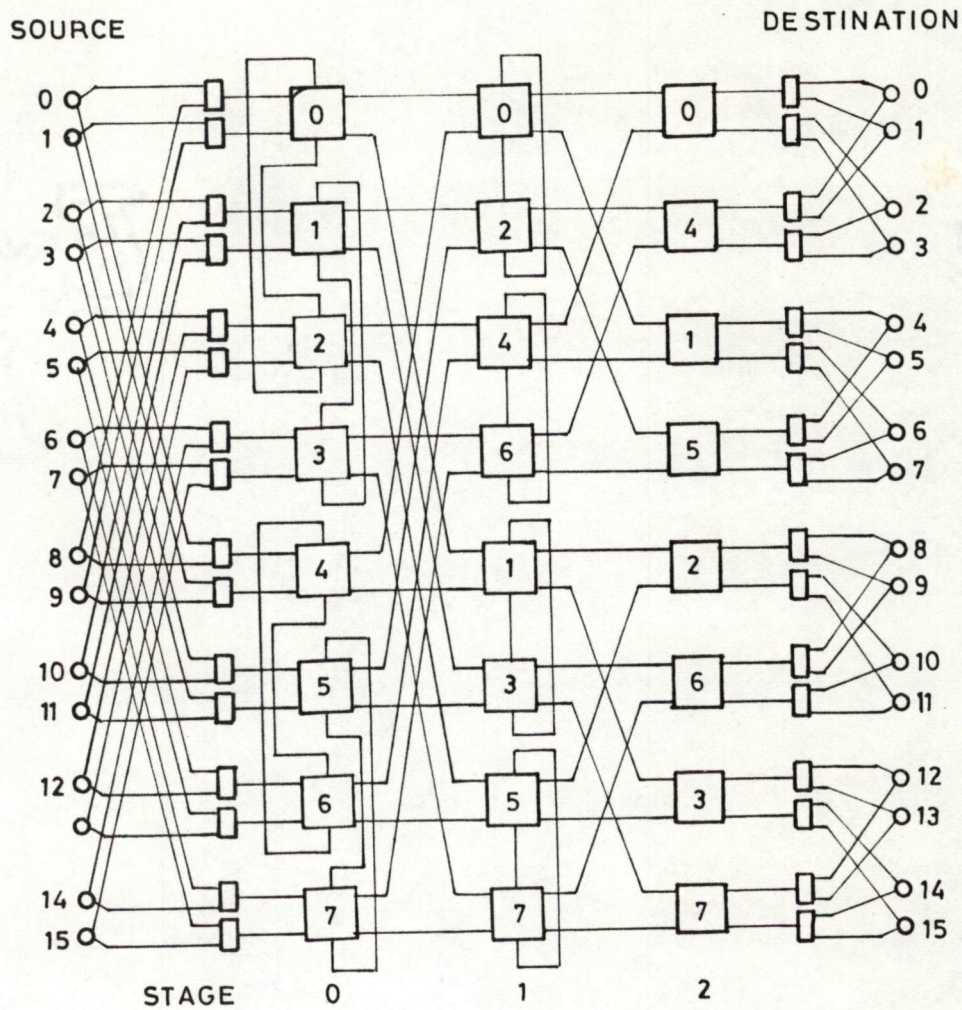 SOURCE
DESTINATION
0 0 0 0 0
1 1
2 1 2 4 2
3 3
4 2 4 1 4
5 5
6 3 6 5 6
7 7
8 4 1 2 8
9 9
10 5 3 6 10
11 11
12 6 5 3 12
13
14 7 7 7 14
15 15
STAGE 0 1 2